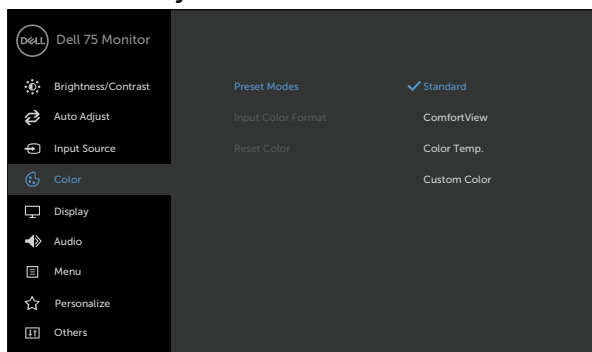 DELL
Dell 75 Monitor
Brightness/Contrast
Auto Adjust
Input Source
Color
Display
Audio
Menu
Personalize
Others
Preset Modes
Input Color Format
Reset Color
Standard
ComfortView
Color Temp.
Custom Color